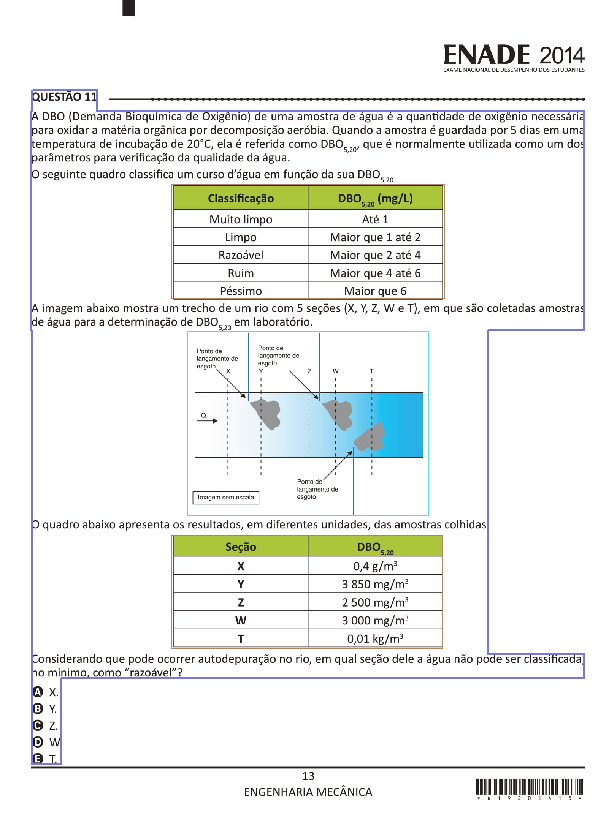 ENADE 2014
EXAME NACIONAL DE DESEMPENHO DOS ESTUDANTES
QUESTÃO 11
A DBO (Demanda Bioquímica de Oxigênio) de uma amostra de água é a quantidade de oxigênio necessária
para oxidar a matéria orgânica por decomposição aeróbia. Quando a amostra é guardada por 5 dias em uma
temperatura de incubação de 20°C, ela é referida como DBO5,20, que é normalmente utilizada como um dos
parâmetros para verificação da qualidade da água.
O seguinte quadro classifica um curso d'água em função da sua DBO5,20
Classificação DBO5,20 (mg/L)
Muito limpo Até 1
Limpo Maior que 1 até 2
Razoável Maior que 2 até 4
Ruim Maior que 4 até 6
Péssimo Maior que 6
A imagem abaixo mostra um trecho de um rio com 5 seções (X, Y, Z, W e T), em que são coletadas amostras
de água para a determinação de DBO5,20 em laboratório.
Ponto de
lançamento de
esgoto
Ponto de
lançamento de
esgoto
X Y Z W T
Q
Ponto de
lançamento de
esgoto
Imagem sem escala
O quadro abaixo apresenta os resultados, em diferentes unidades, das amostras colhidas
Seção DBO5,20
X 0,4 g/m³
Y 3 850 mg/m³
Z 2 500 mg/m³
W 3 000 mg/m³
T 0,01 kg/m³
Considerando que pode ocorrer autodepuração no rio, em qual seção dele a água não pode ser classificada,
no mínimo, como "razoável"?
A X.
B Y.
C Z.
D W
E T.
13
ENGENHARIA MECÂNICA